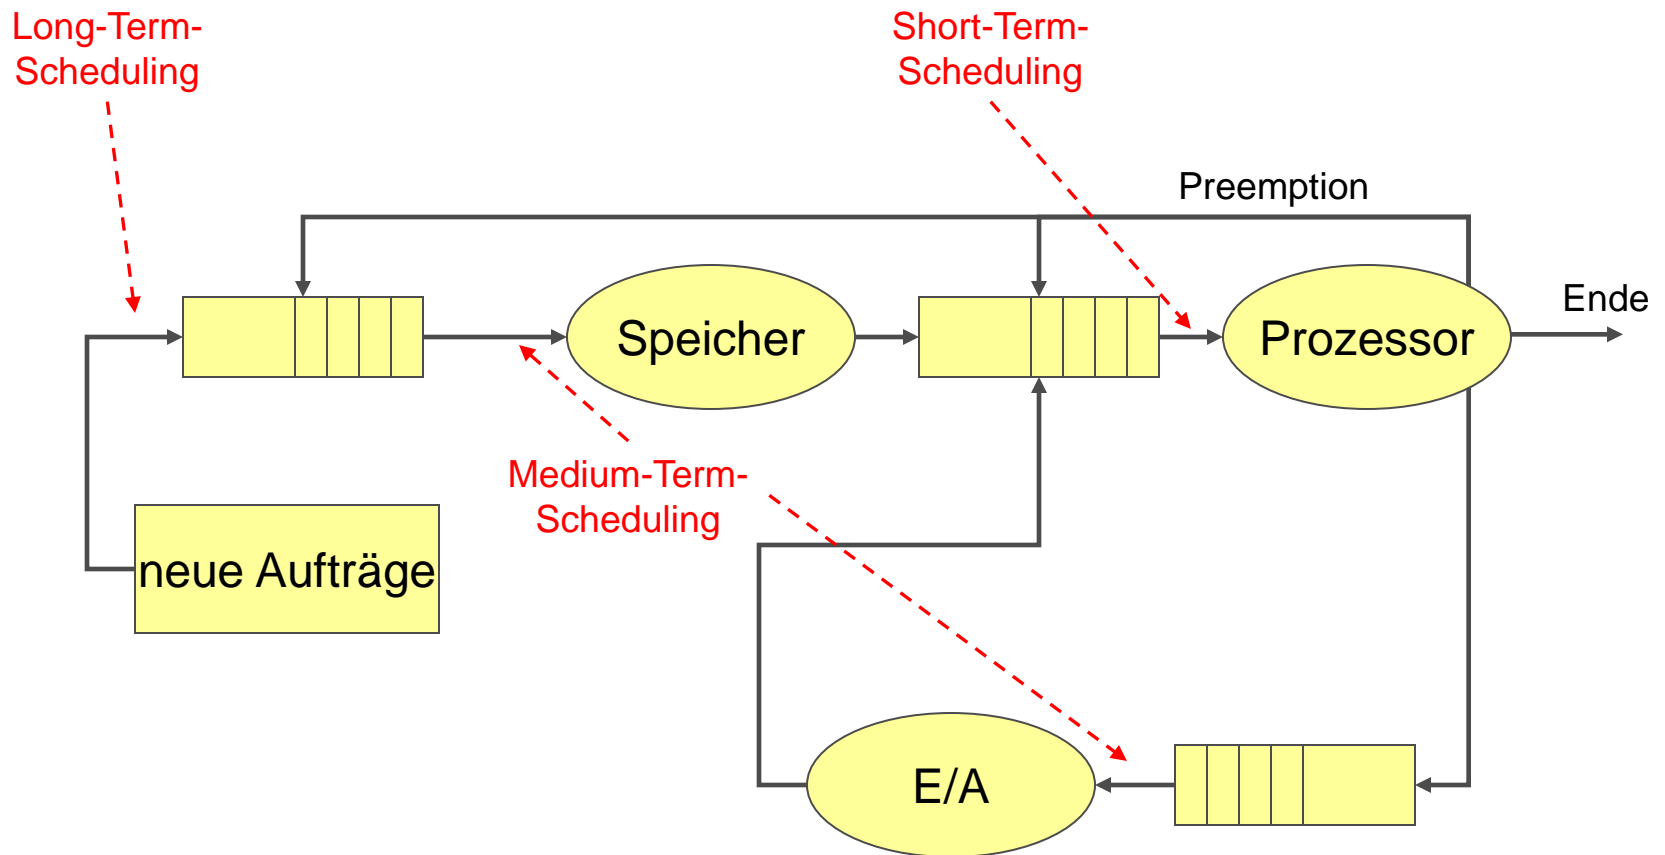 Long-Term-
Scheduling
Short-Term-
Scheduling
Preemption
Ende
Speicher
Prozessor
Medium-Term-
Scheduling
neue Aufträge
E/A